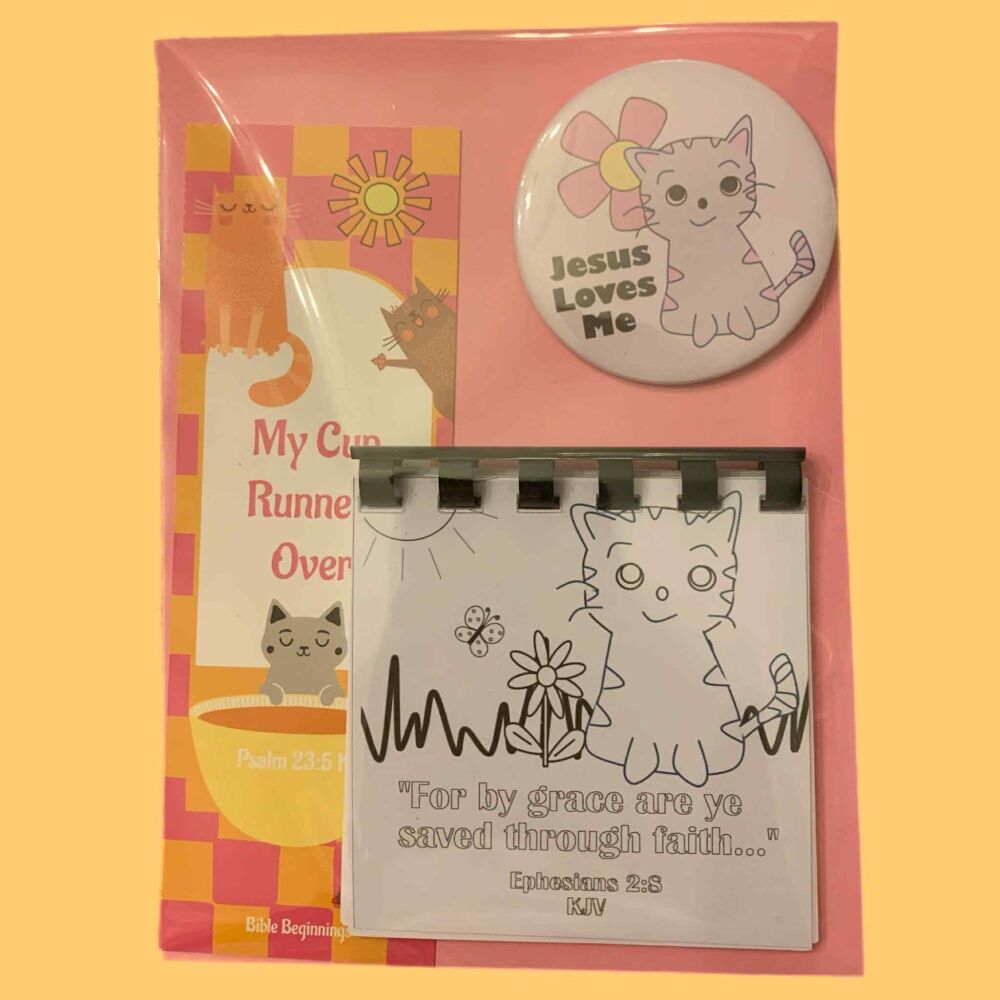 Jesus
Loves
Me
My Cup
Runne
Over
Psalm 23:5 K
Bible Beginnings
"For by grace are ye
saved through faith..."
Ephesians 2:8
KJV